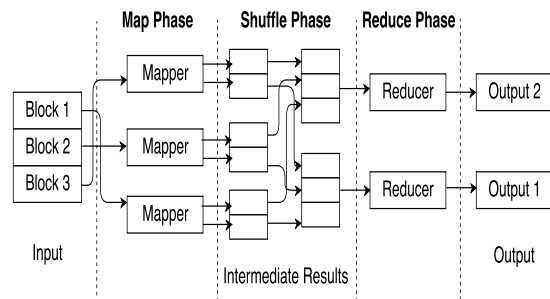 Map Phase
Shuffle Phase
Reduce Phase
Mapper
Block 1
Block 2
Block 3
Mapper
Mapper
Reducer
Output 2
Reducer
Output 1
Input
Intermediate Results
Output